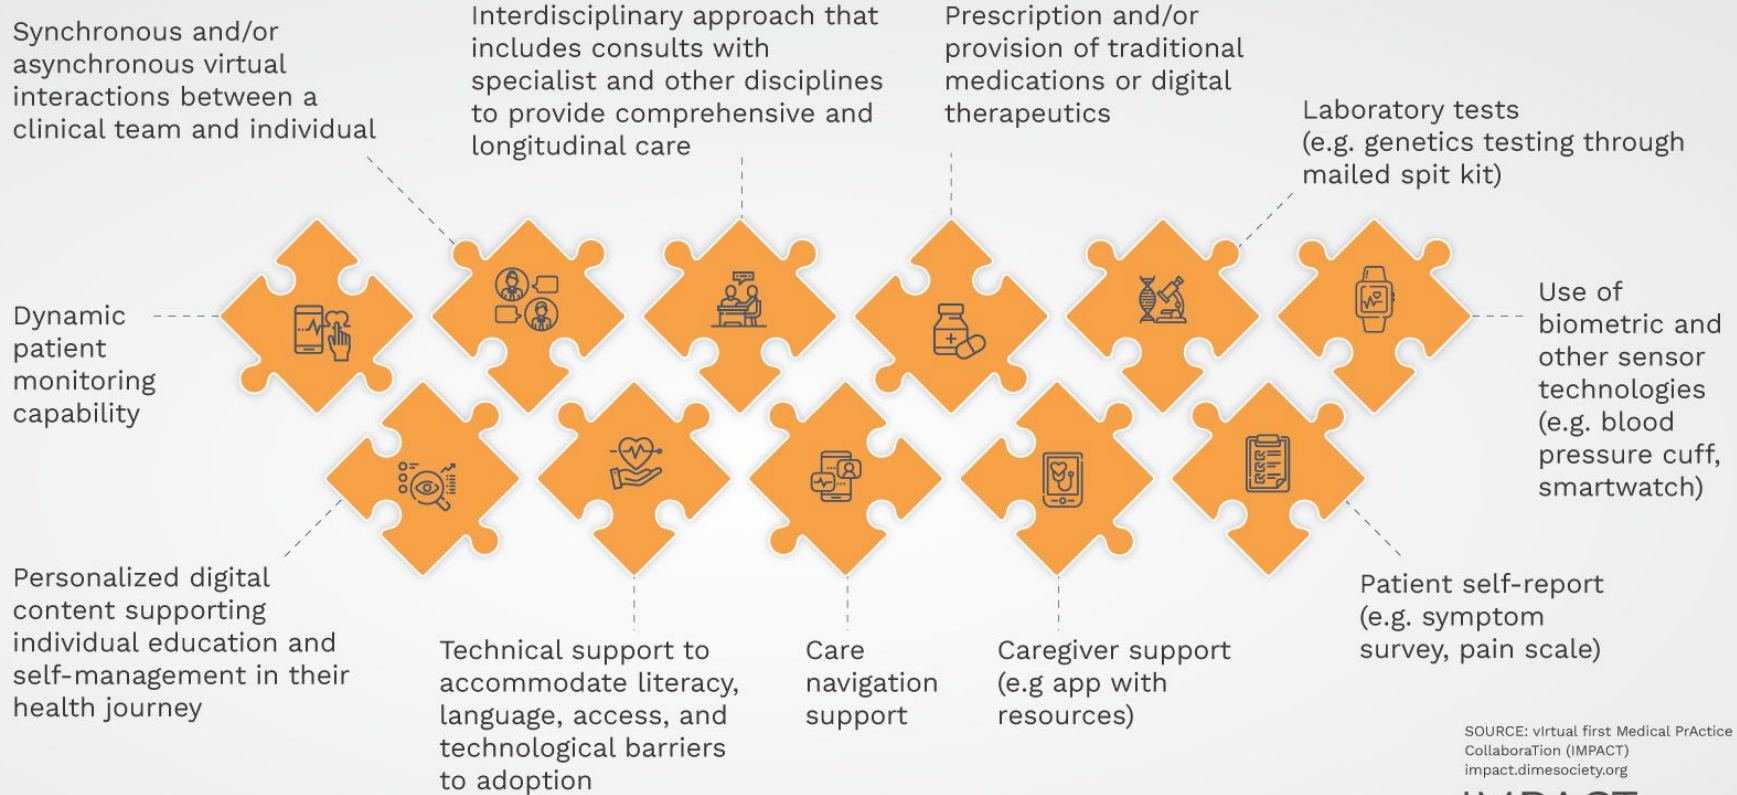 Synchronous and/or
asynchronous virtual
interactions between a
clinical team and individual
Interdisciplinary approach that
includes consults with
specialist and other disciplines
to provide comprehensive and
longitudinal care
Prescription and/or
provision of traditional
medications or digital
therapeutics
Laboratory tests
(e.g. genetics testing through
mailed spit kit)
Dynamic
patient
monitoring
capability
Use of
biometric and
other sensor
technologies
(e.g. blood
pressure cuff,
smartwatch)
Personalized digital
content supporting
individual education and
self-management in their
health journey
Technical support to
accommodate literacy,
language, access, and
technological barriers
to adoption
Care
navigation
support
Caregiver support
(e.g app with
resources)
Patient self-report
(e.g. symptom
survey, pain scale)
SOURCE: vIrtual first Medical PrActice
CollaboraTion (IMPACT)
impact.dimesociety.org
IMPACT